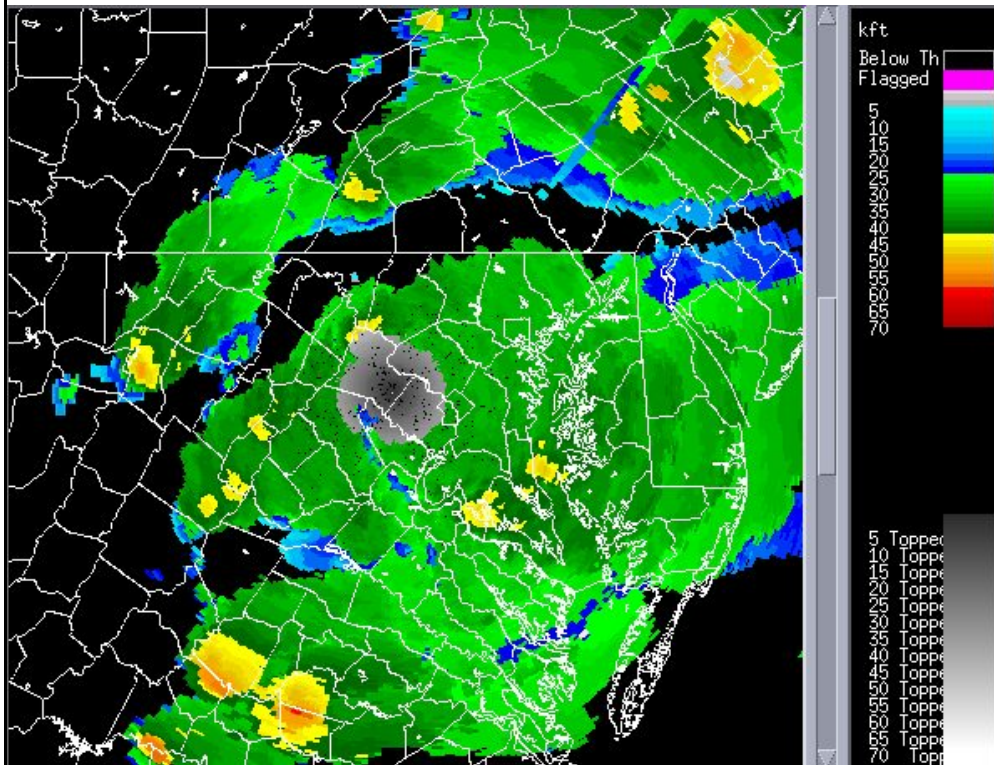 kft
Below Th
Flagged
5
10
15
20
25
30
35
40
45
50
55
60
65
70
5 Topped
10 Toppe
15 Toppe
20 Toppe
25 Toppe
30 Toppe
35 Toppe
40 Toppe
45 Toppe
50 Toppe
55 Toppe
60 Toppe
65 Toppe
70 Topp